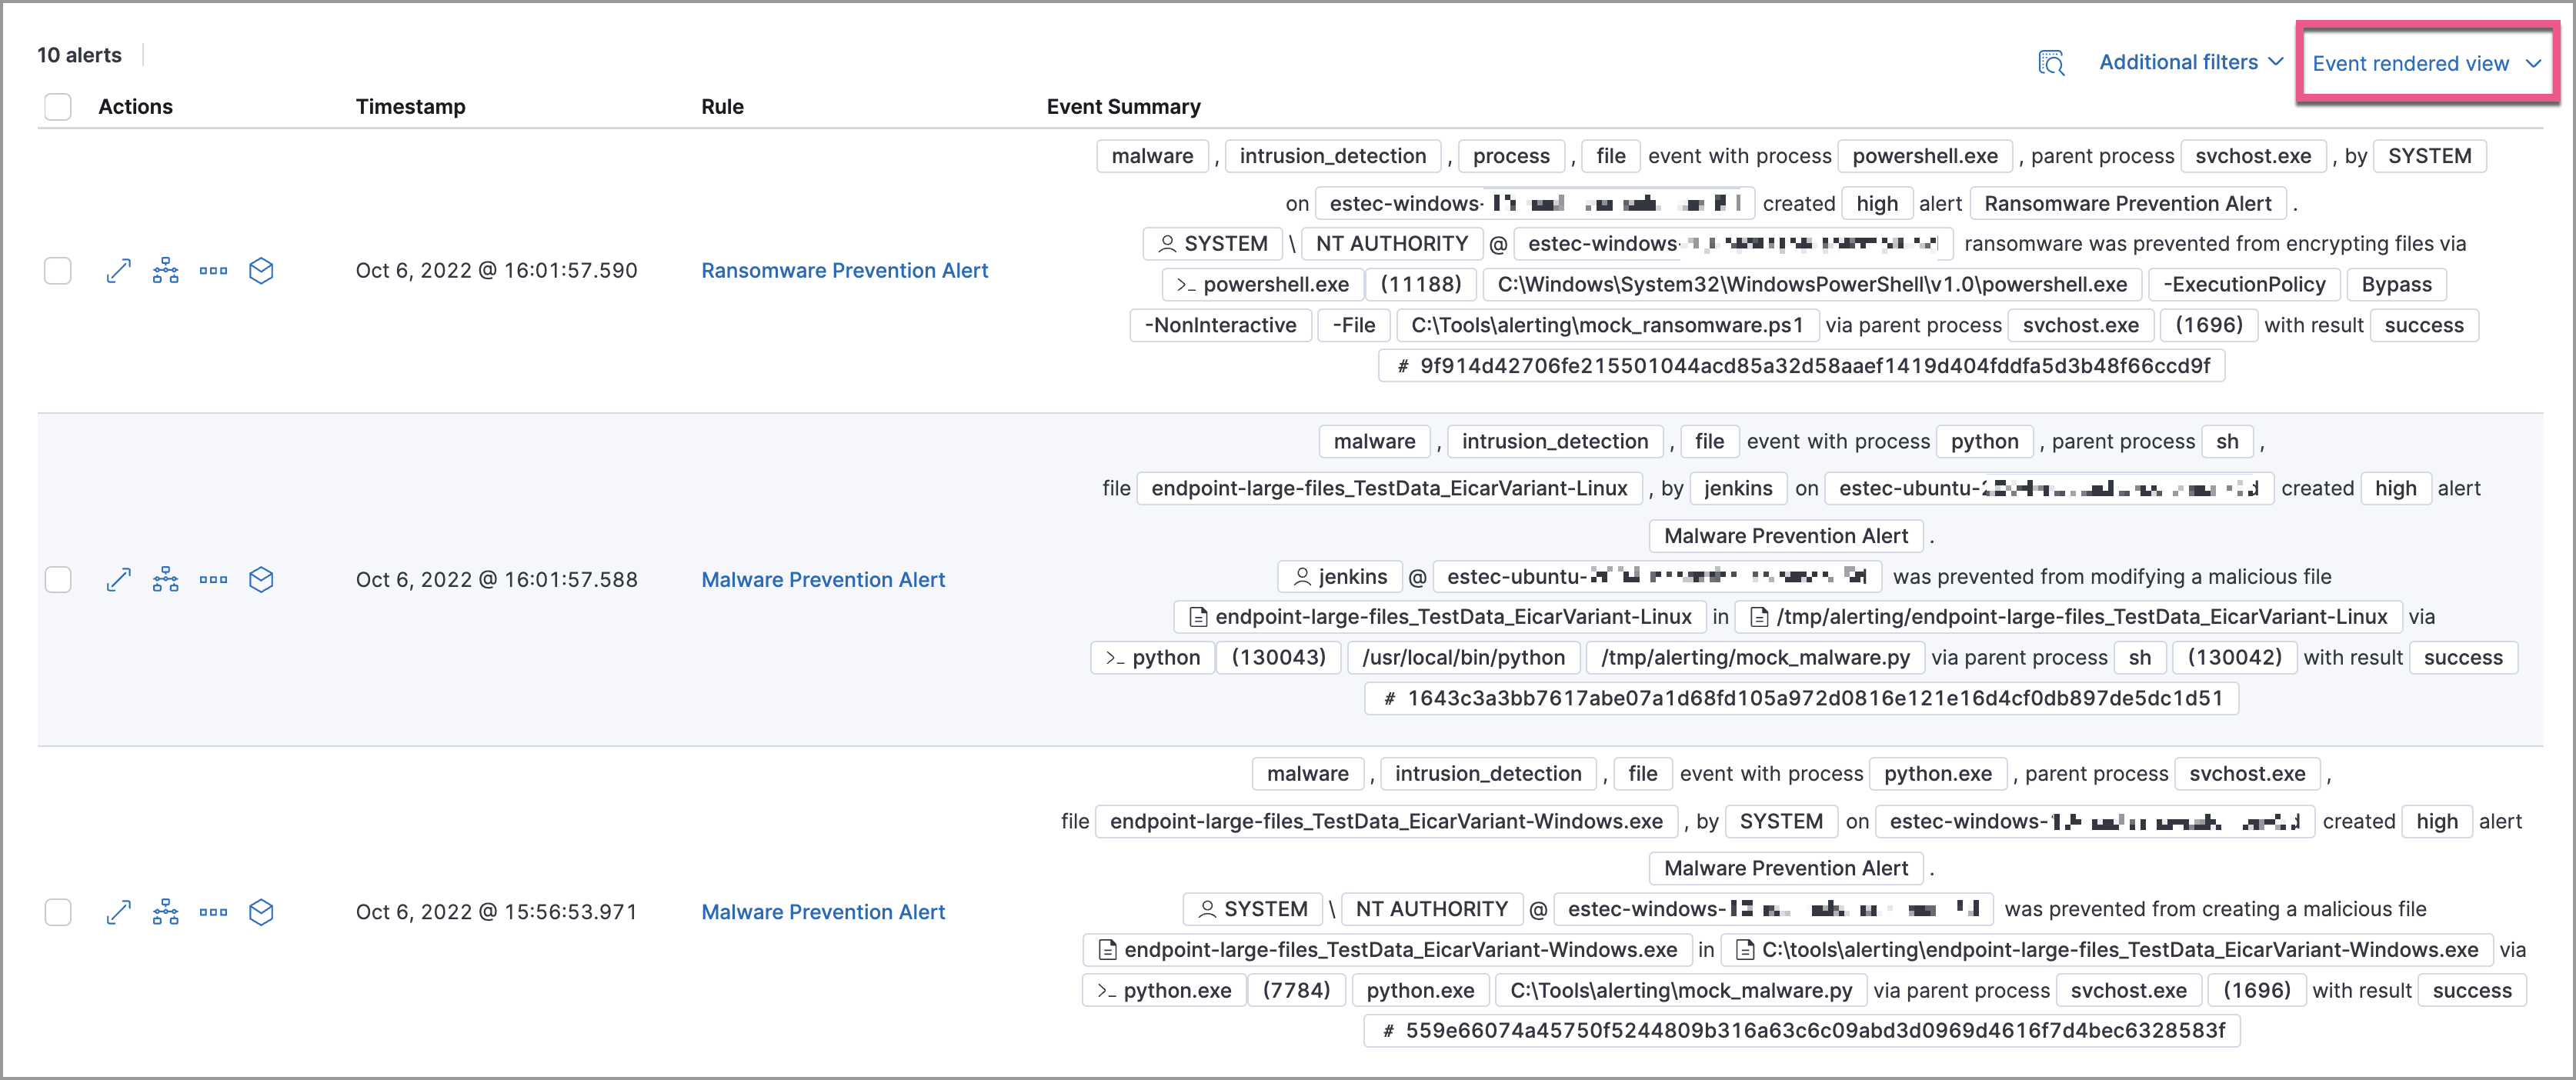 10 alerts
Additional filters
Event rendered view
Actions Timestamp Rule Event Summary
malware , intrusion_detection , process , file event with process powershell.exe , parent process svchost.exe , by SYSTEM
on estec-windows- created high alert Ransomware Prevention Alert .
SYSTEM \ NT AUTHORITY @ estec-windows- ransomware was prevented from encrypting files via
Oct 6, 2022 @ 16:01:57.590 Ransomware Prevention Alert
>_ powershell.exe (11188) C:\Windows\System32\WindowsPowerShell\v1.0\powershell.exe -ExecutionPolicy Bypass
-NonInteractive -File C:\Tools\alerting\mock_ransomware.ps1 via parent process svchost.exe (1696) with result success
# 9f914d42706fe215501044acd85a32d58aaef1419d404fddfa5d3b48f66ccd9f
malware , intrusion_detection , file event with process python , parent process sh ,
file endpoint-large-files_TestData_EicarVariant-Linux , by jenkins on estec-ubuntu- created high alert
Malware Prevention Alert .
Oct 6, 2022 @ 16:01:57.588 Malware Prevention Alert
jenkins @ estec-ubuntu- was prevented from modifying a malicious file
endpoint-large-files_TestData_EicarVariant-Linux in /tmp/alerting/endpoint-large-files_TestData_EicarVariant-Linux via
>_ python (130043) /usr/local/bin/python /tmp/alerting/mock_malware.py via parent process sh (130042) with result success
# 1643c3a3bb7617abe07a1d68fd105a972d0816e121e16d4cf0db897de5dc1d51
malware , intrusion_detection , file event with process python.exe , parent process svchost.exe ,
file endpoint-large-files_TestData_EicarVariant-Windows.exe , by SYSTEM on estec-windows- created high alert
Malware Prevention Alert .
Oct 6, 2022 @ 15:56:53.971 Malware Prevention Alert
SYSTEM \ NT AUTHORITY @ estec-windows- was prevented from creating a malicious file
endpoint-large-files_TestData_EicarVariant-Windows.exe in C:\tools\alerting\endpoint-large-files_TestData_EicarVariant-Windows.exe via
>_ python.exe (7784) python.exe C:\Tools\alerting\mock_malware.py via parent process svchost.exe (1696) with result success
# 559e66074a45750f5244809b316a63c6c09abd3d0969d4616f7d4bec6328583f